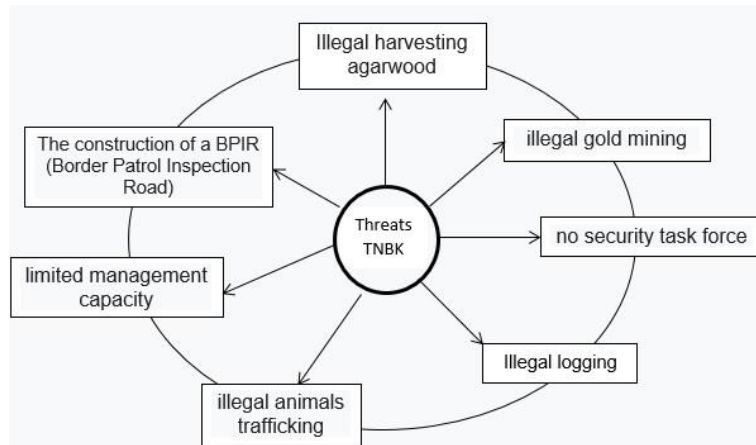 Illegal harvesting
agarwood
The construction of a BPIR
(Border Patrol Inspection
Road)
illegal gold mining
Threats
TNBK
no security task force
limited management
capacity
Illegal logging
illegal animals
trafficking